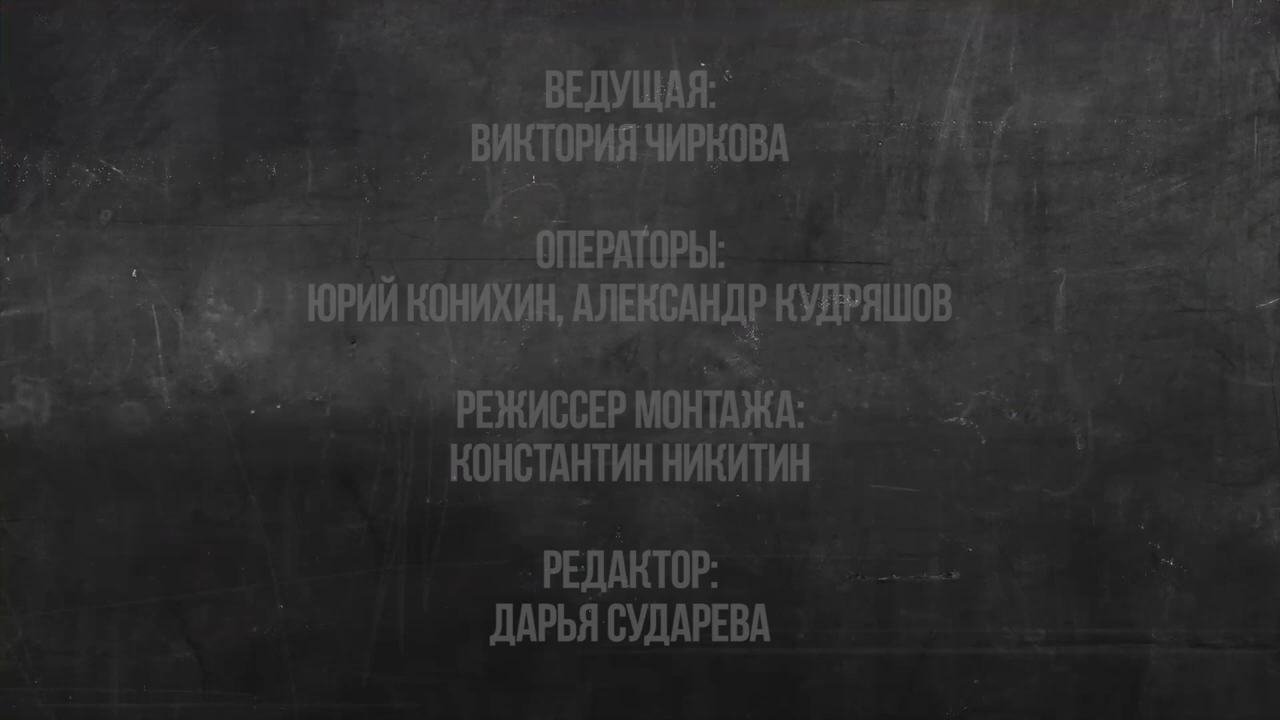 ВЕДУЩАЯ:
ВИКТОРИЯ ЧИРКОВА
ОПЕРАТОРЫ:
ЮРИЙ КОНИХИН, АЛЕКСАНДР КУДРЯШОВ
РЕЖИССЕР МОНТАЖА:
КОНСТАНТИН НИКИТИН
РЕДАКТОР:
ДАРЬЯ СУДАРЕВА